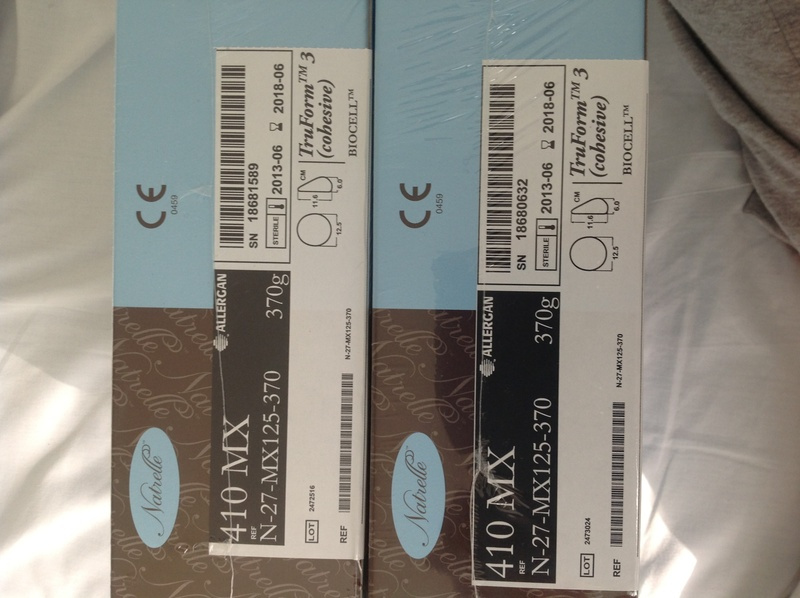 Natrelle™
CE
0459
410 MX
REF
N-27-MX125-370
370g
ALLERGAN
LOT
2472516
REF
N-27-MX125-370
SN 18681589
STERILE
2013-06
2018-06
11.6
CM
6.0
12.5
TruForm™ 3
(cohesive)
BIOCELL™
Natrelle™
CE
0459
410 MX
REF
N-27-MX125-370
370g
ALLERGAN
LOT
2473024
REF
N-27-MX125-370
SN 18680632
STERILE
2013-06
2018-06
11.6
CM
6.0
12.5
TruForm™ 3
(cohesive)
BIOCELL™